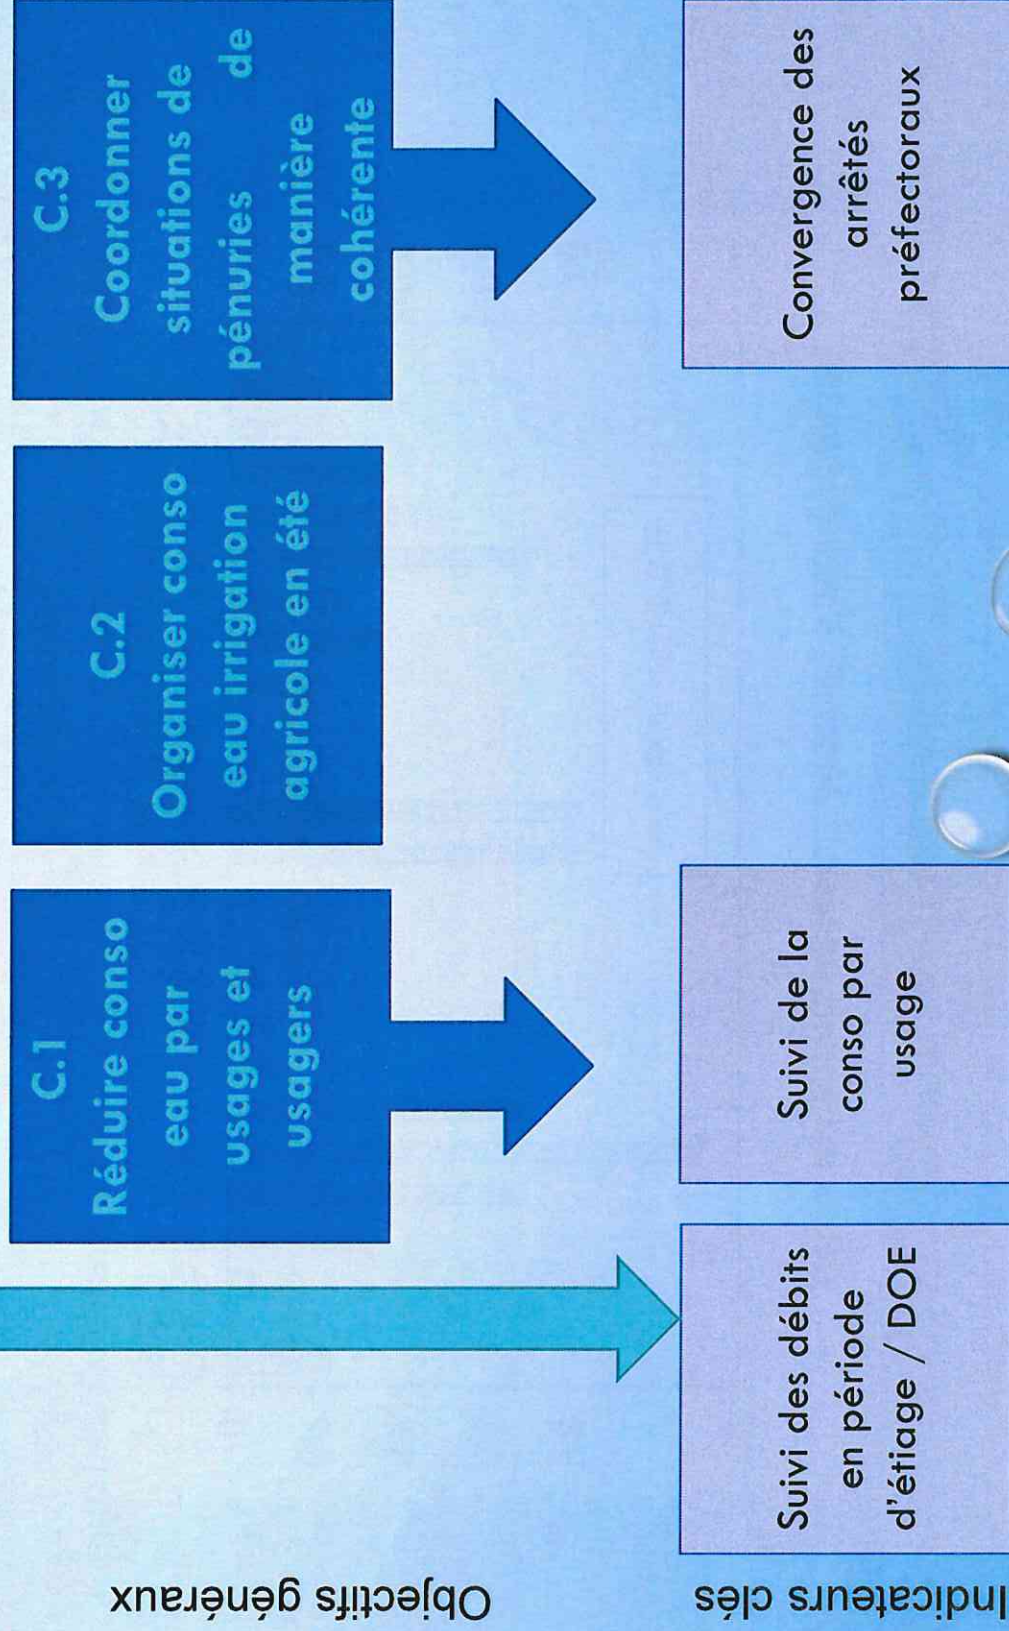 Objectifs généraux
C.1
Réduire conso
eau par
usages et
usagers
C.2
Organiser conso
eau irrigation
agricole en été
C.3
Coordonner
situations de
pénuries de
manière
cohérente
Indicateurs clés
Suivi des débits
en période
d'étiage / DOE
Suivi de la
conso par
usage
Convergence des
arrêtés
préfectoraux